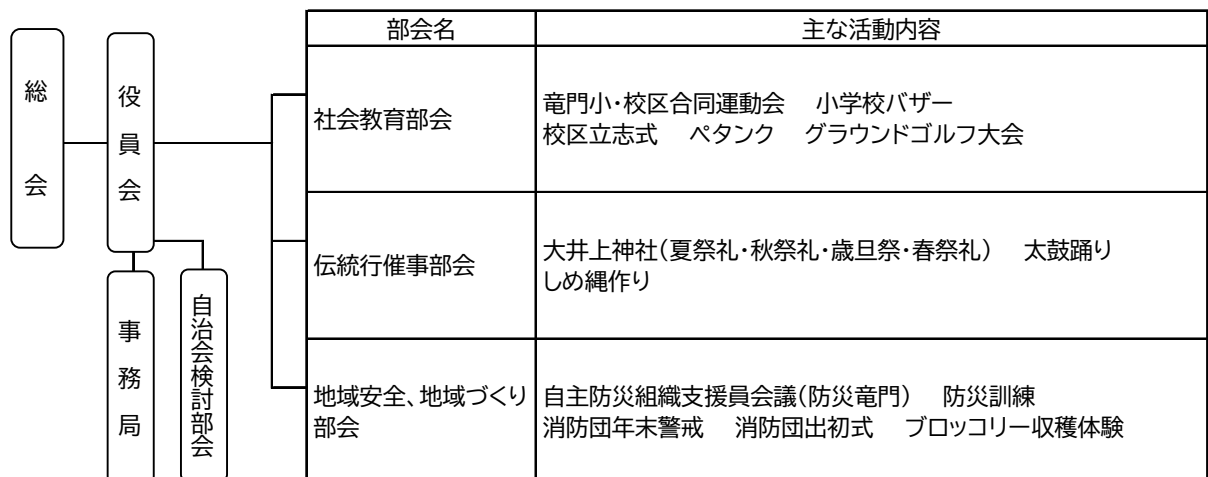 総会
役員会
事務局
自治会検討部会
部会名 主な活動内容
社会教育部会
竜門小・校区合同運動会 小学校バザー
校区立志式 ペタンク グラウンドゴルフ大会
伝統行催事部会
大井上神社(夏祭礼・秋祭礼・歳旦祭・春祭礼) 太鼓踊り
しめ縄作り
地域安全、地域づくり
部会
自主防災組織支援員会議(防災竜門) 防災訓練
消防団年末警戒 消防団出初式 ブロッコリー収穫体験